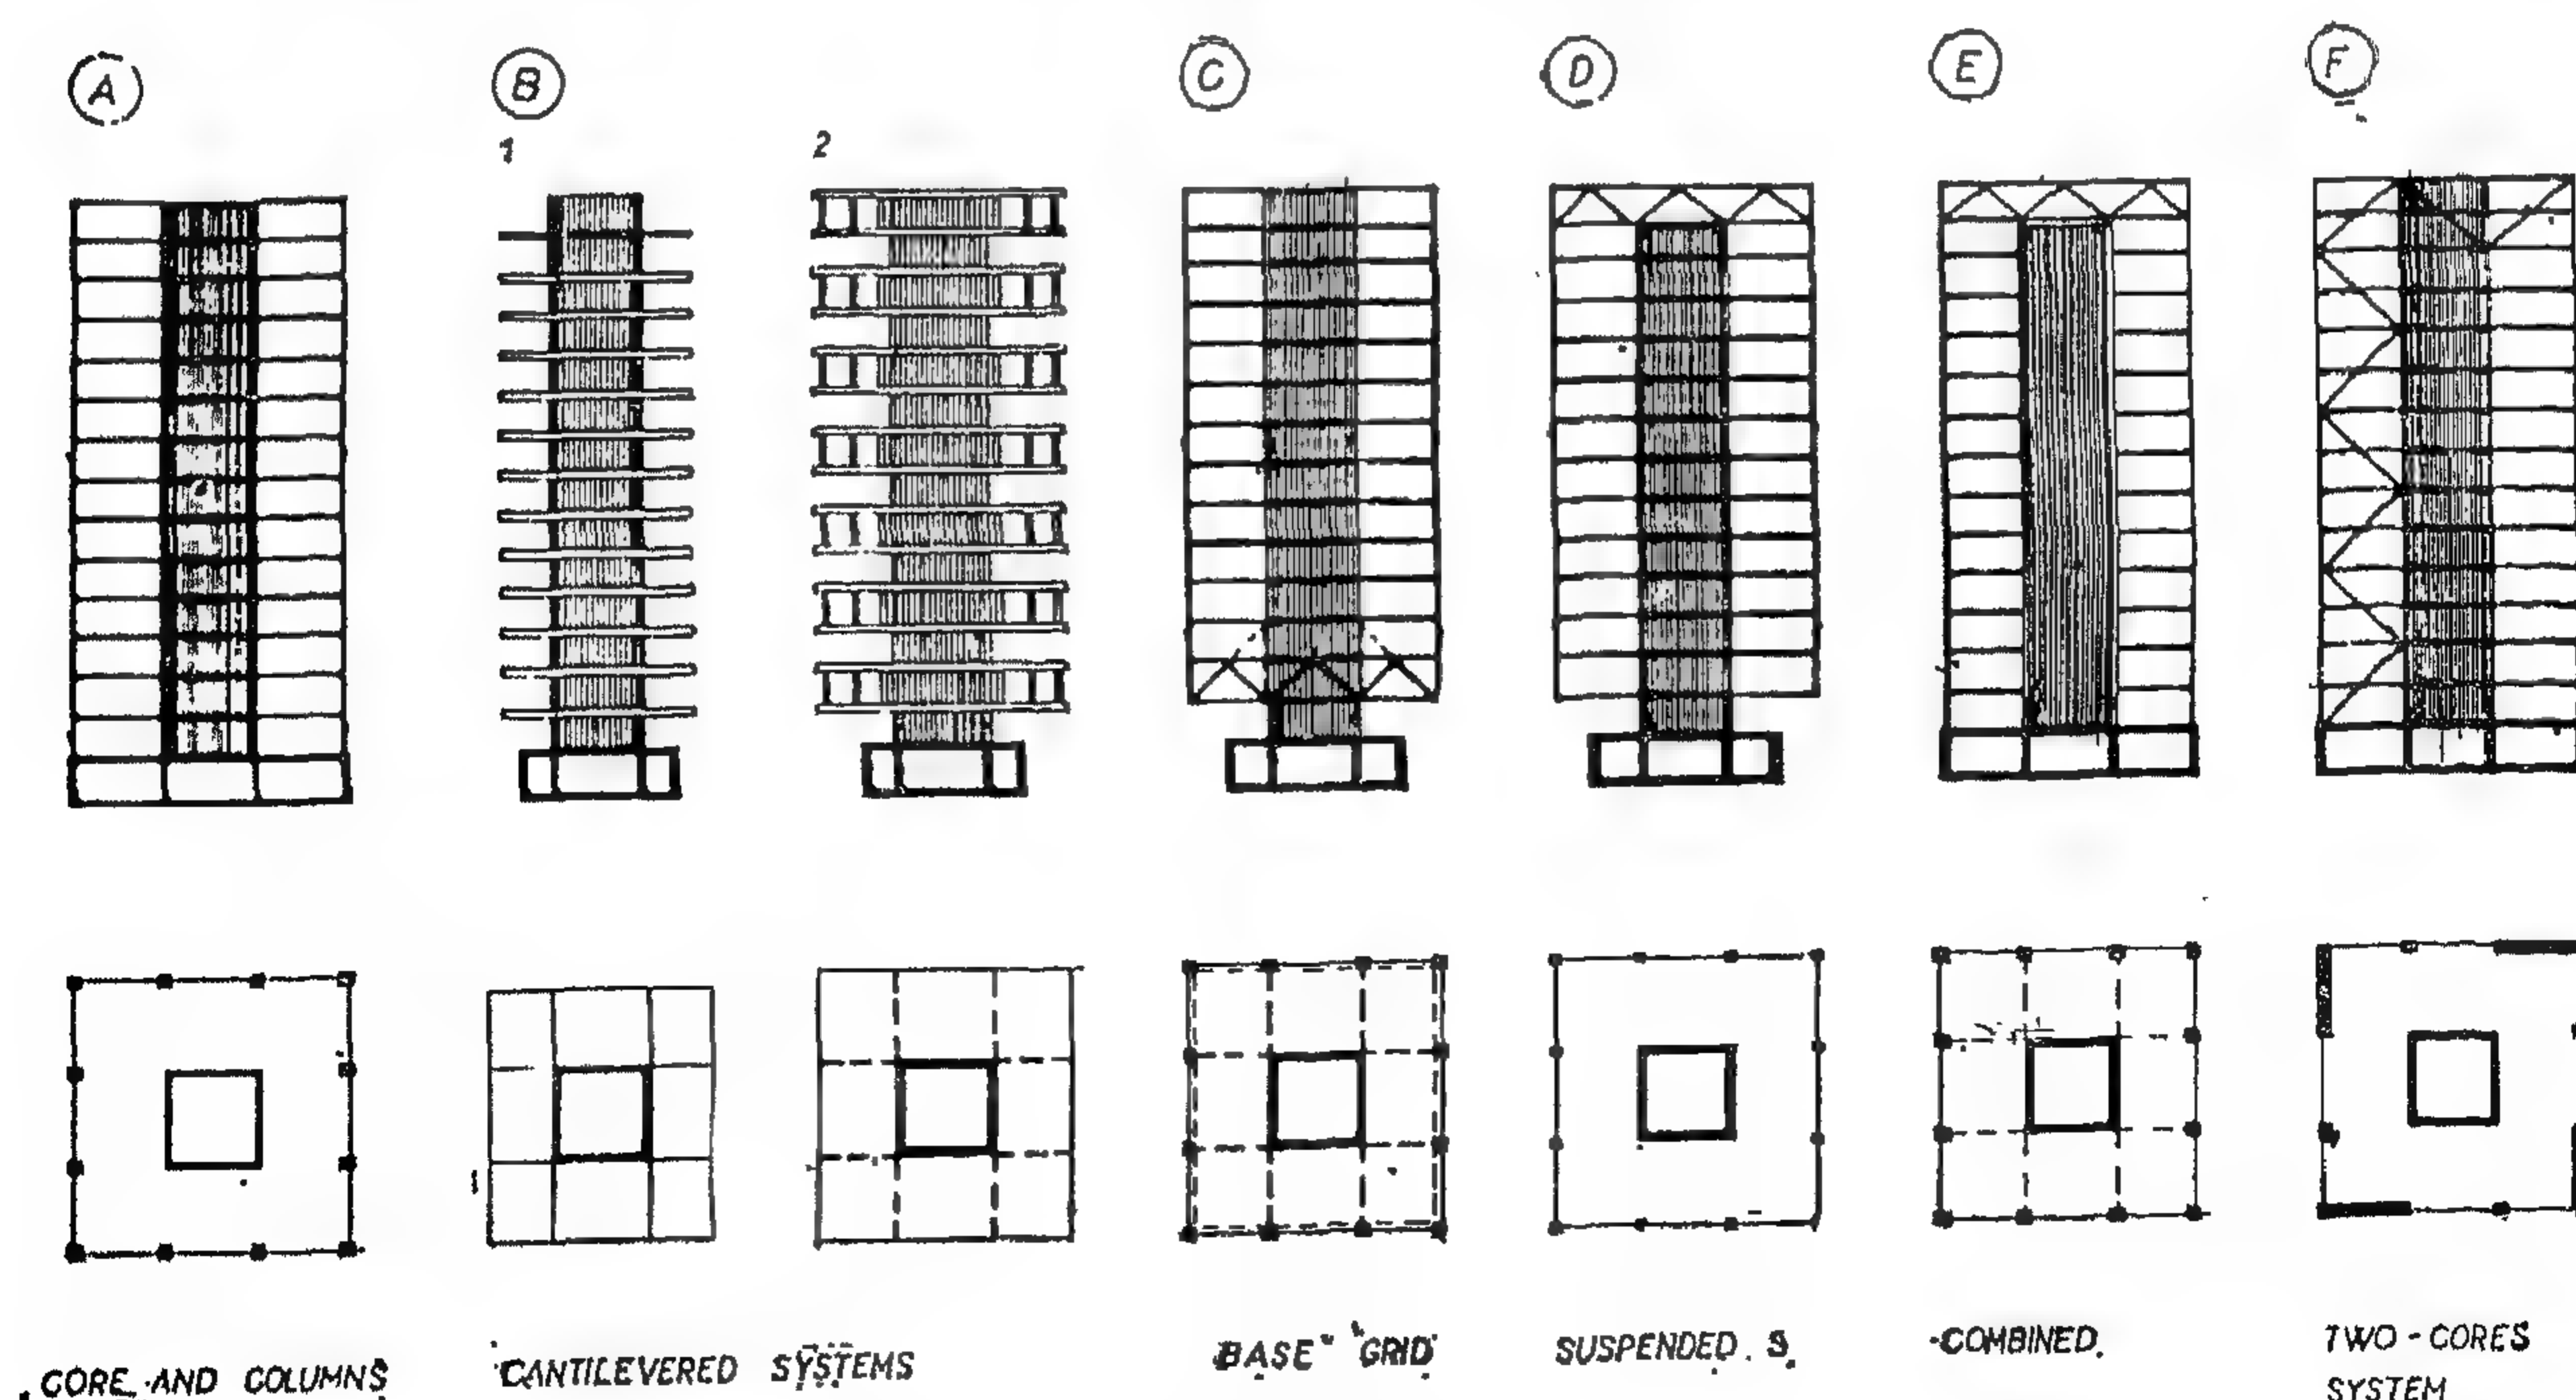 A B C D E F
1 2
CORE AND COLUMNS
CANTILEVERED SYSTEMS
BASE GRID
SUSPENDED. S.
COMBINED.
TWO-CORES
SYSTEM